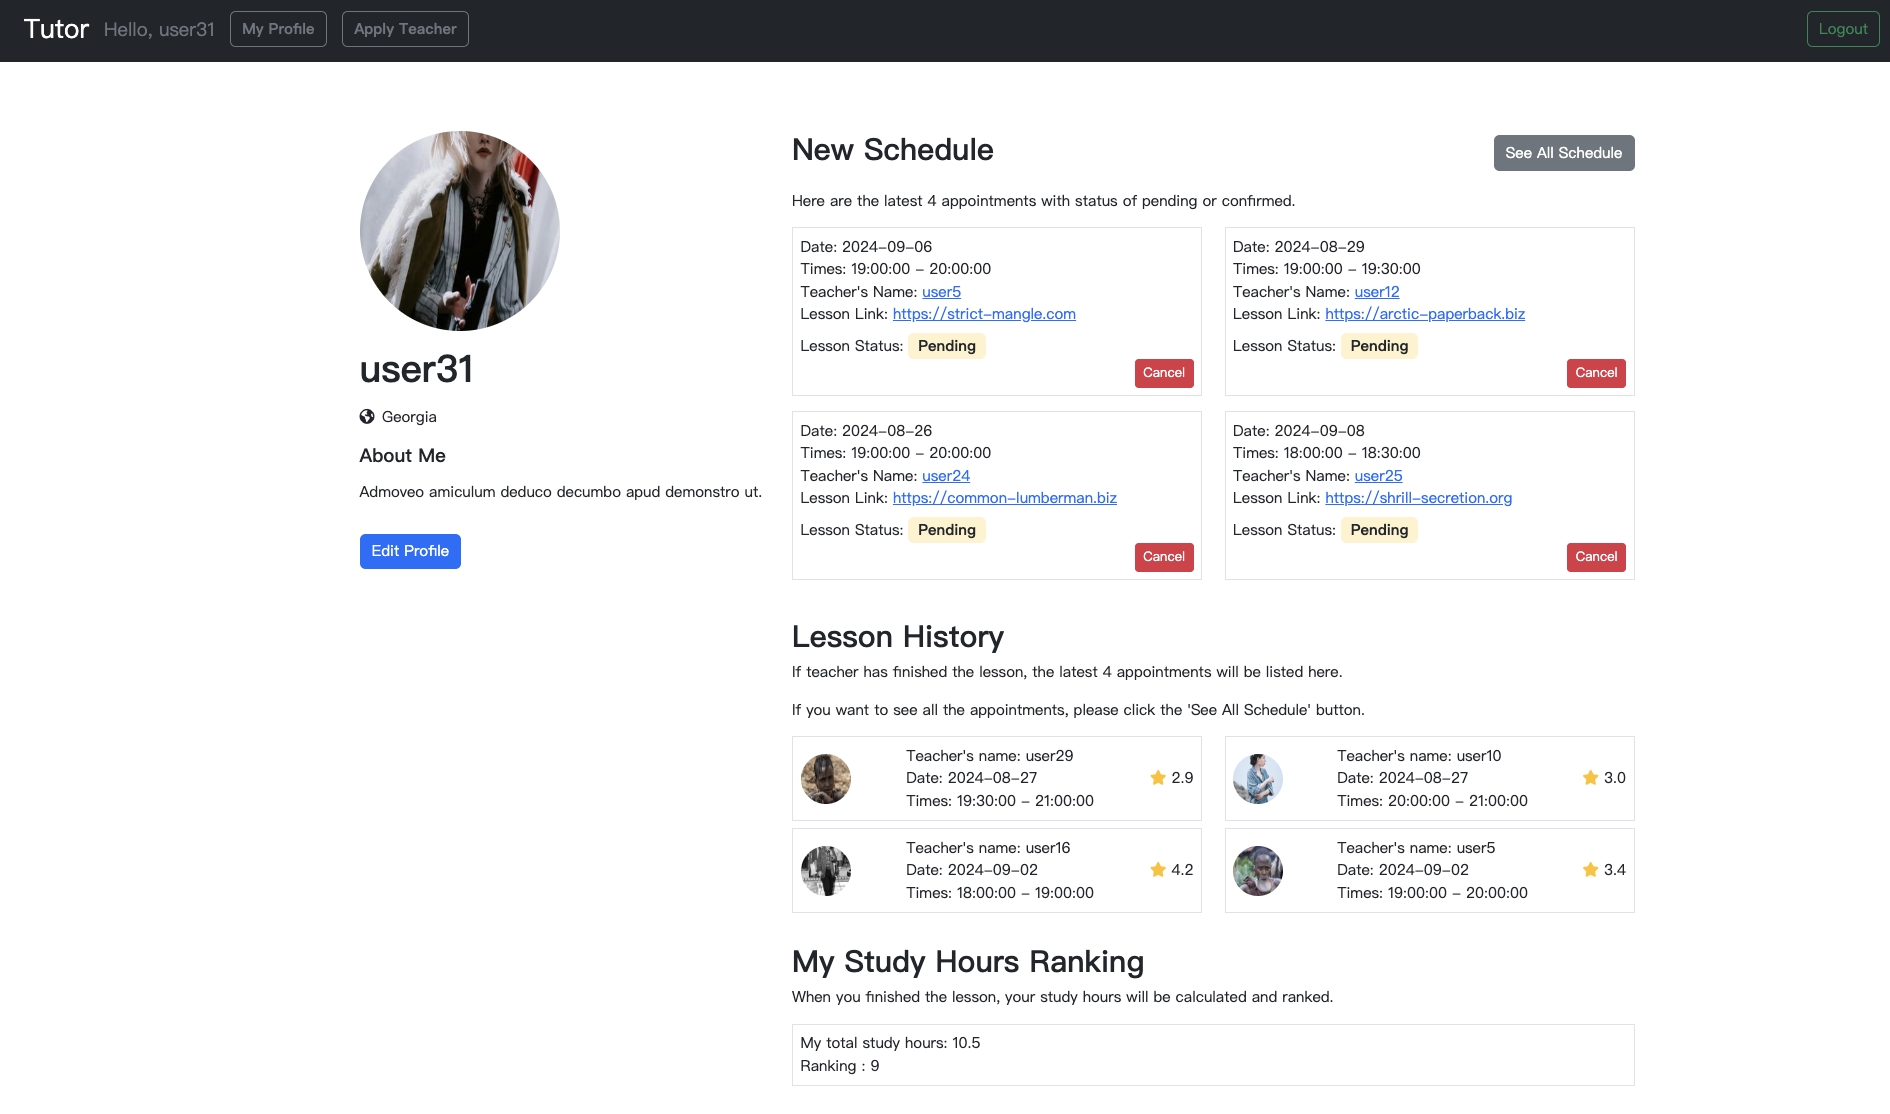 Tutor Hello, user31 My Profile Apply Teacher Logout
user31
Georgia
About Me
Admoveo amiculum deduco decumbo apud demonstro ut.
Edit Profile
New Schedule
See All Schedule
Here are the latest 4 appointments with status of pending or confirmed.
Date: 2024-09-06
Times: 19:00:00 - 20:00:00
Teacher's Name: user5
Lesson Link: https://strict-mangle.com
Lesson Status: Pending
Cancel
Date: 2024-08-29
Times: 19:00:00 - 19:30:00
Teacher's Name: user12
Lesson Link: https://arctic-paperback.biz
Lesson Status: Pending
Cancel
Date: 2024-08-26
Times: 19:00:00 - 20:00:00
Teacher's Name: user24
Lesson Link: https://common-lumberman.biz
Lesson Status: Pending
Cancel
Date: 2024-09-08
Times: 18:00:00 - 18:30:00
Teacher's Name: user25
Lesson Link: https://shrill-secretion.org
Lesson Status: Pending
Cancel
Lesson History
If teacher has finished the lesson, the latest 4 appointments will be listed here.
If you want to see all the appointments, please click the 'See All Schedule' button.
Teacher's name: user29
Date: 2024-08-27
Times: 19:30:00 - 21:00:00
2.9
Teacher's name: user10
Date: 2024-08-27
Times: 20:00:00 - 21:00:00
3.0
Teacher's name: user16
Date: 2024-09-02
Times: 18:00:00 - 19:00:00
4.2
Teacher's name: user5
Date: 2024-09-02
Times: 19:00:00 - 20:00:00
3.4
My Study Hours Ranking
When you finished the lesson, your study hours will be calculated and ranked.
My total study hours: 10.5
Ranking : 9